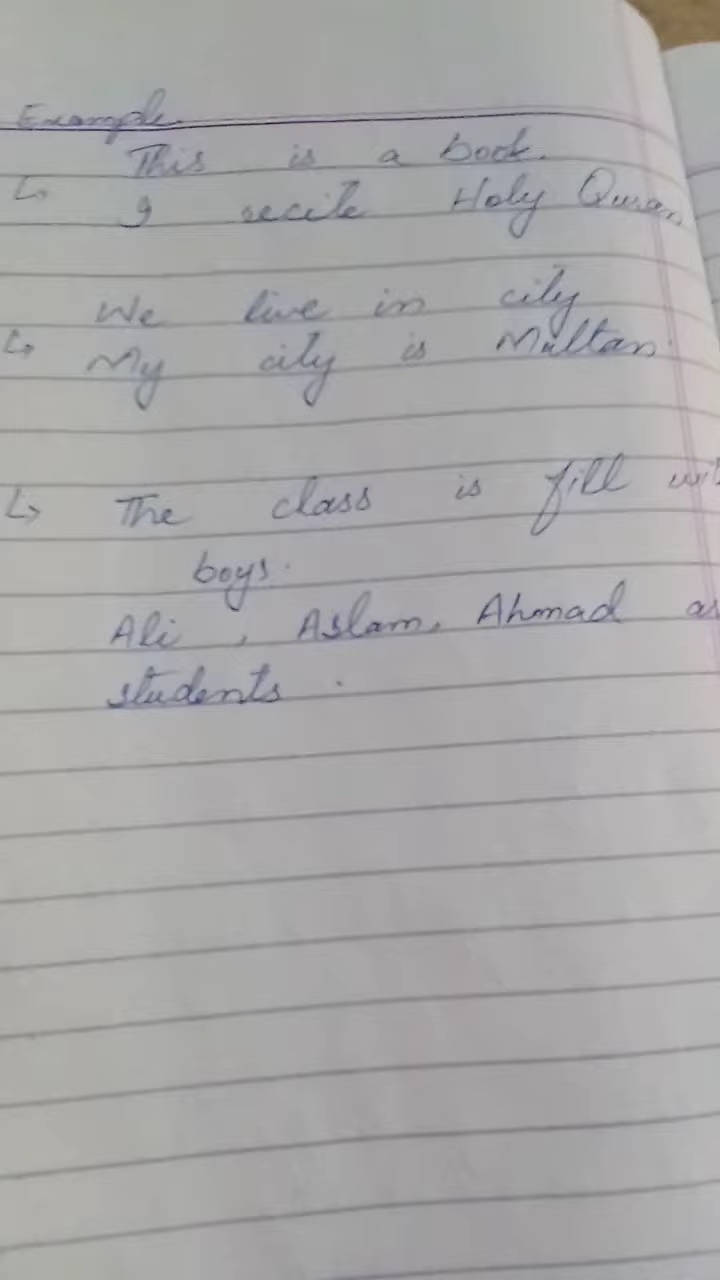 Example
This is a book.
↳ I recite Holy Quran
We live in city
↳ My city is Multan.
↳ The class is fill wit
boys.
Ali , Aslam, Ahmad a
students .